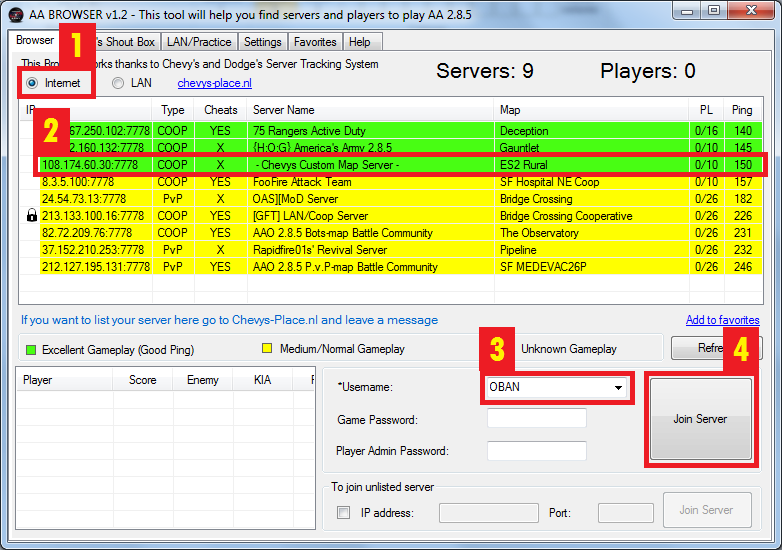 AA BROWSER v1.2 - This tool will help you find servers and players to play AA 2.8.5
Browser 's Shout Box LAN/Practice Settings Favorites Help
1
This Bro rks thanks to Chevy's and Dodge's Server Tracking System
Servers: 9 Players: 0
Internet LAN chevys-place.nl
IP Type Cheats Server Name Map PL Ping
2
67.250.102:7778 COOP YES 75 Rangers Active Duty Deception 0/16 140
.160.132:7778 COOP X {H:O:G} America's Army 2.8.5 Gauntlet 0/10 145
108.174.60.30:7778 COOP X - Chevys Custom Map Server - ES2 Rural 0/10 150
8.3.5.100:7778 COOP YES FooFire Attack Team SF Hospital NE Coop 0/10 157
24.54.73.13:7778 PvP X OAS][MoD Server Bridge Crossing 0/26 182
213.133.100.16:7778 COOP YES [GFT] LAN/Coop Server Bridge Crossing Cooperative 0/26 226
82.72.209.76:7778 COOP YES AAO 2.8.5 Bots-map Battle Community The Observatory 0/26 231
37.152.210.253:7778 PvP X Rapidfire01s' Revival Server Pipeline 0/26 232
212.127.195.131:7778 PvP YES AAO 2.8.5 P.v.P-map Battle Community SF MEDEVAC26P 0/26 246
If you want to list your server here go to Chevys-Place.nl and leave a message Add to favorites
Excellent Gameplay (Good Ping) Medium/Normal Gameplay 3 Unknown Gameplay Refre 4
Player Score Enemy KIA
*Username: OBAN
Game Password:
Join Server
Player Admin Password:
To join unlisted server
IP address: Port: Join Server